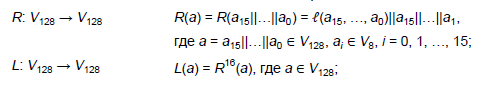 R: V₁₂₈ → V₁₂₈ R(a) = R(a₁₅||…||a₀) = ℓ(a₁₅, …, a₀)||a₁₅||…||a₁,
где a = a₁₅||…||a₀ ∈ V₁₂₈, aᵢ ∈ V₈, i = 0, 1, …, 15;
L: V₁₂₈ → V₁₂₈ L(a) = R¹⁶(a), где a ∈ V₁₂₈;